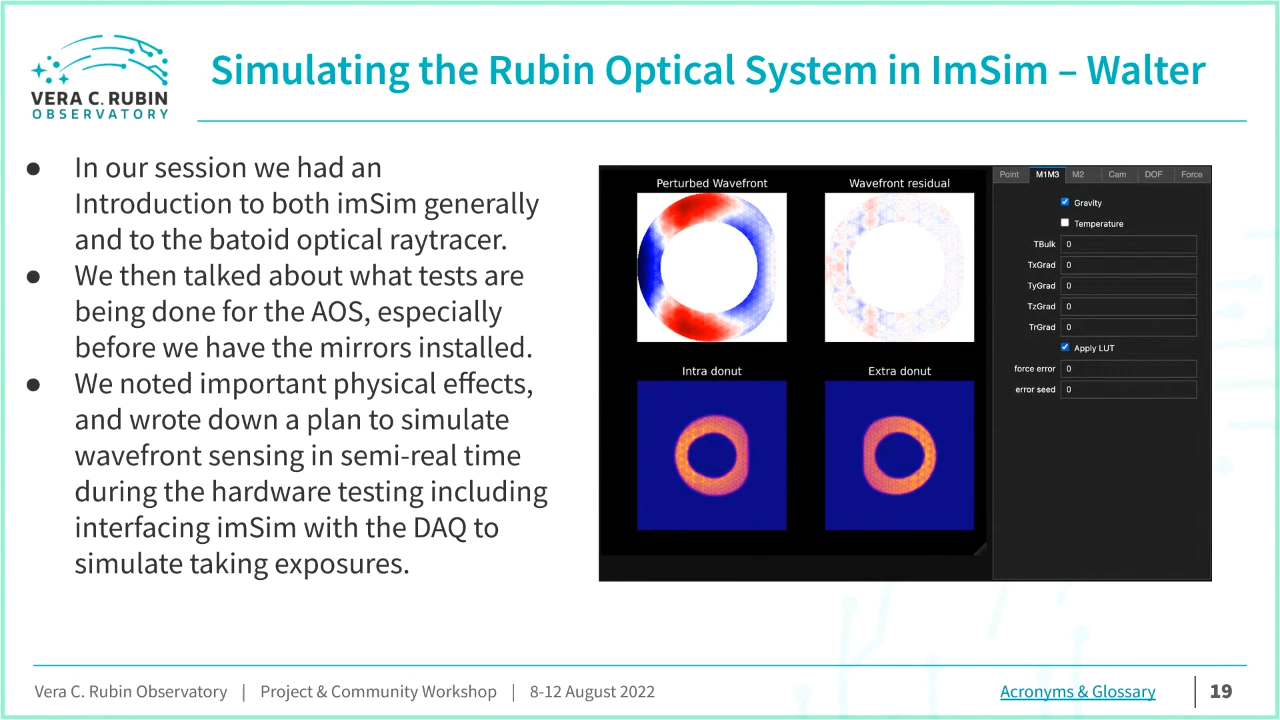 VERA C. RUBIN
OBSERVATORY
Simulating the Rubin Optical System in ImSim – Walter
● In our session we had an
Introduction to both imSim generally
and to the batoid optical raytracer.
● We then talked about what tests are
being done for the AOS, especially
before we have the mirrors installed.
● We noted important physical effects,
and wrote down a plan to simulate
wavefront sensing in semi-real time
during the hardware testing including
interfacing imSim with the DAQ to
simulate taking exposures.
Perturbed Wavefront
Wavefront residual
Intra donut
Extra donut
Point M1M3 M2 Cam DOF Force
Gravity
Temperature
TBulk 0
TxGrad 0
TyGrad 0
TzGrad 0
TrGrad 0
Apply LUT
force error 0
error seed 0
Vera C. Rubin Observatory | Project & Community Workshop | 8-12 August 2022
Acronyms & Glossary
19